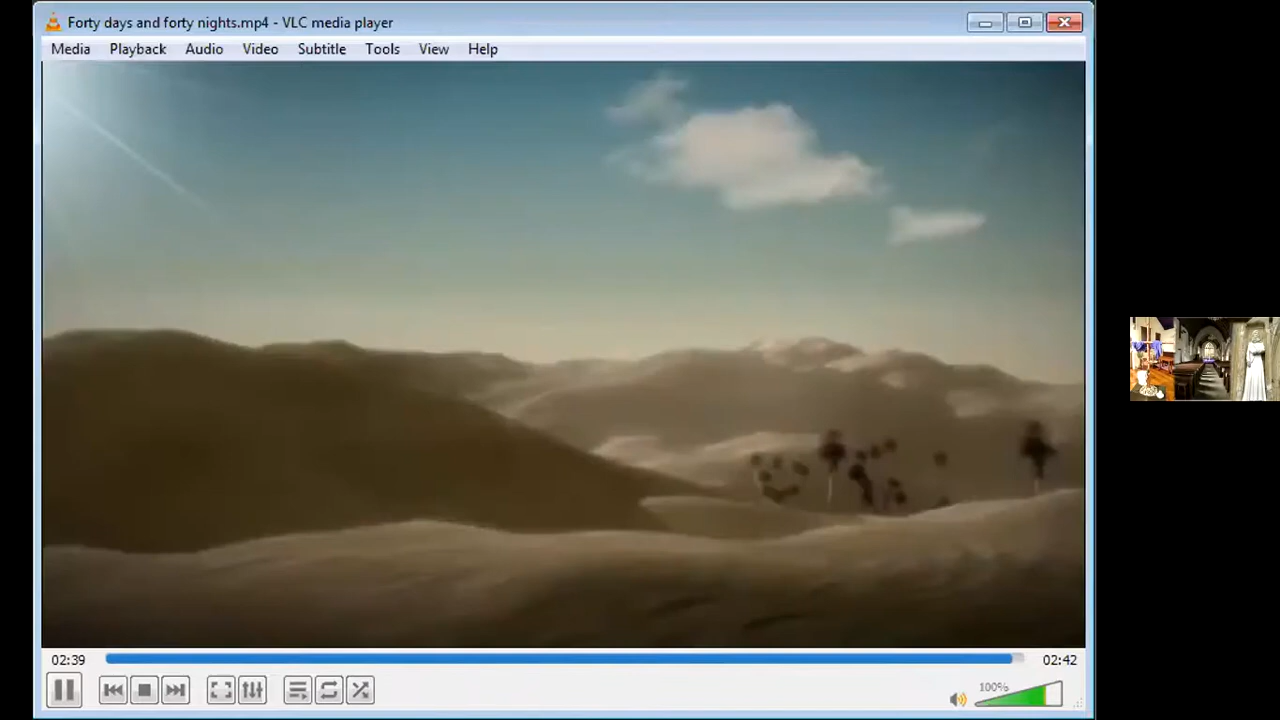 Forty days and forty nights.mp4 - VLC media player
Media Playback Audio Video Subtitle Tools View Help
02:39 02:42
100%